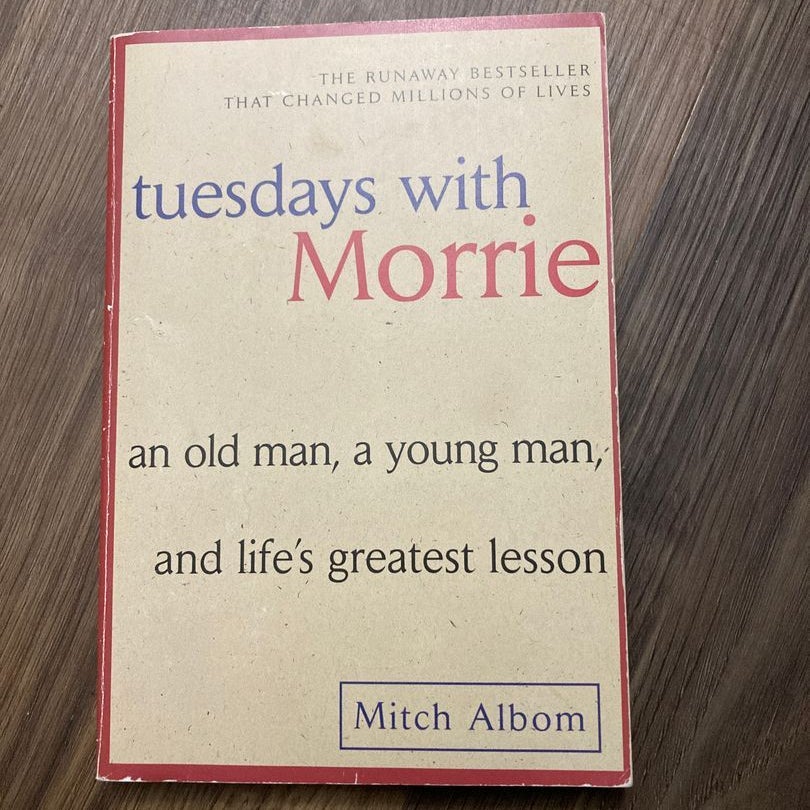 THE RUNAWAY BESTSELLER
THAT CHANGED MILLIONS OF LIVES
tuesdays with
Morrie
an old man, a young man,
and life's greatest lesson
Mitch Albom